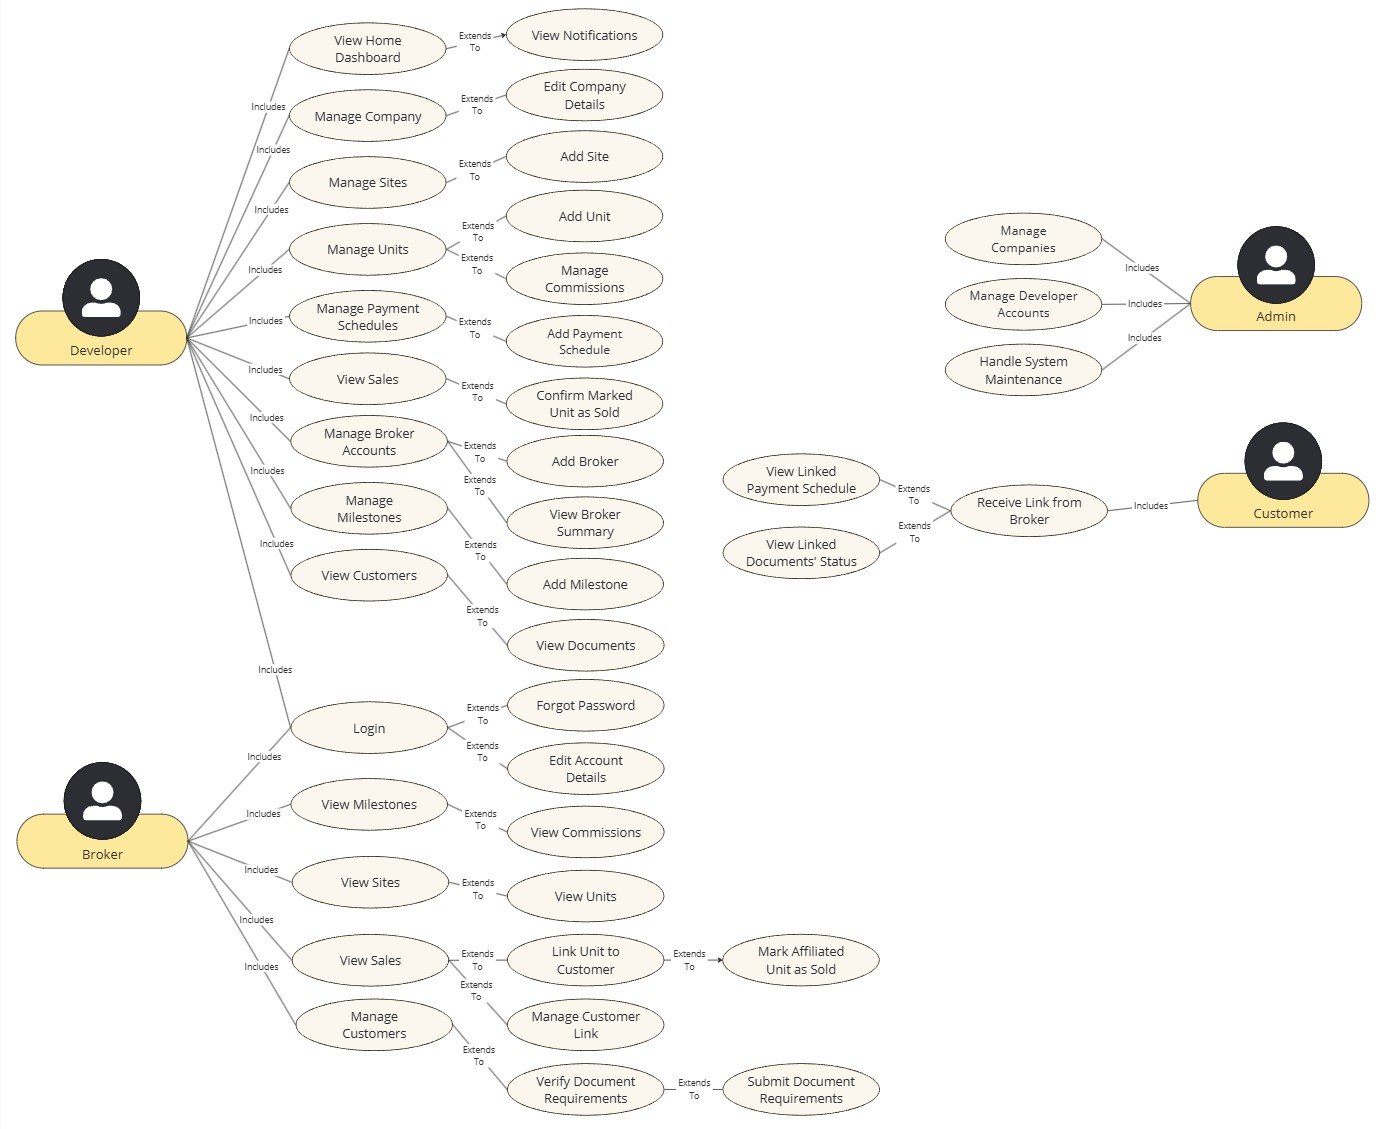 View Home
Dashboard
Extends
To
View Notifications
Includes
Manage Company
Extends
To
Edit Company
Details
Includes
Manage Sites
Extends
To
Add Site
Includes
Manage Units
Extends
To
Add Unit
Extends
To
Manage
Commissions
Includes
Manage Payment
Schedules
Extends
To
Add Payment
Schedule
Includes
Developer
View Sales
Extends
To
Confirm Marked
Unit as Sold
Includes
Manage Broker
Accounts
Extends
To
Add Broker
Includes
Extends
To
View Broker
Summary
Manage
Milestones
Includes
Extends
To
Add Milestone
View Customers
Includes
Extends
To
View Documents
Includes
Login
Extends
To
Forgot Password
Extends
To
Edit Account
Details
Includes
View Milestones
Includes
Extends
To
View Commissions
Broker
View Sites
Includes
Extends
To
View Units
View Sales
Includes
Extends
To
Link Unit to
Customer
Extends
To
Mark Affiliated
Unit as Sold
Extends
To
Manage Customer
Link
Includes
Manage
Customers
Extends
To
Verify Document
Requirements
Extends
To
Submit Document
Requirements
Manage
Companies
Includes
Manage Developer
Accounts
Includes
Admin
Handle System
Maintenance
Includes
View Linked
Payment Schedule
Extends
To
Receive Link from
Broker
Includes
Customer
View Linked
Documents' Status
Extends
To